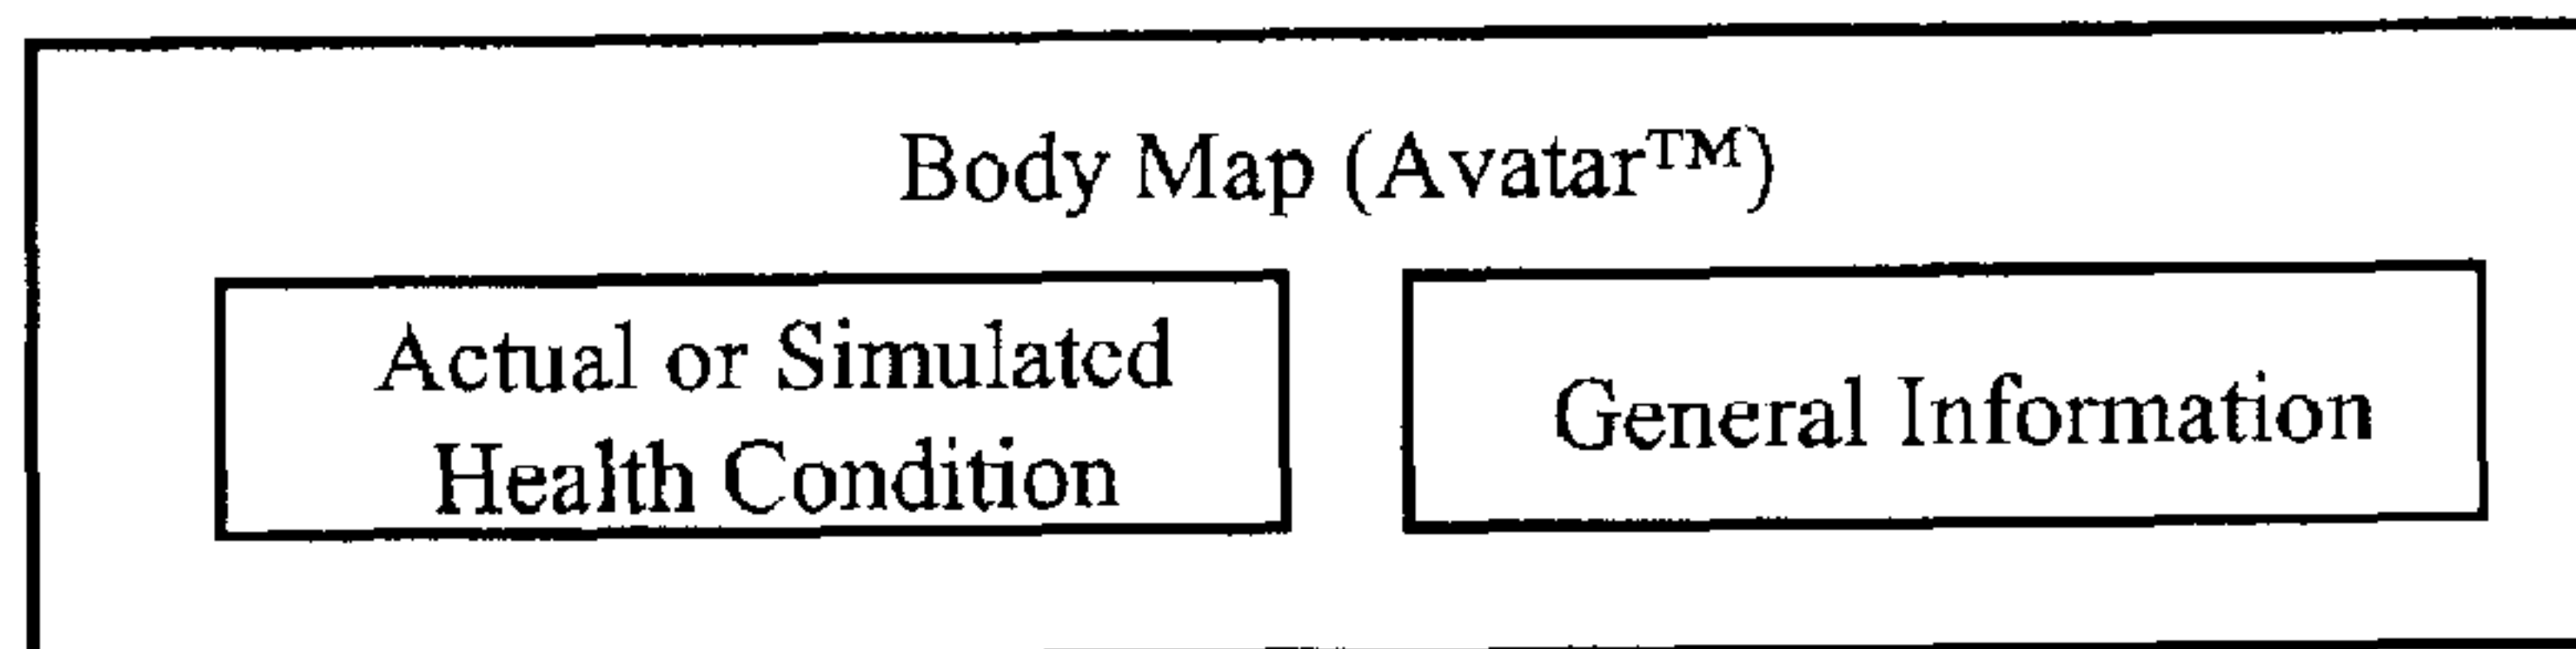 Body Map (Avatar™)
Actual or Simulated
Health Condition
General Information